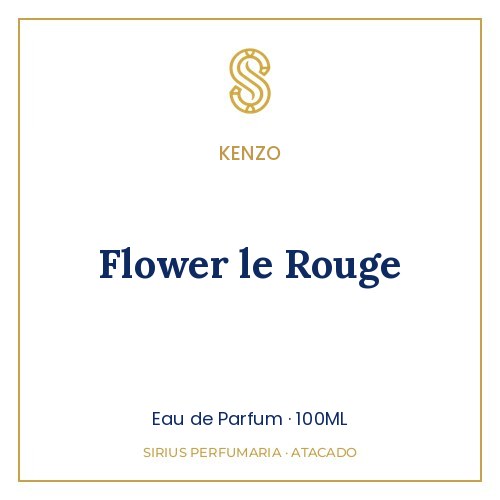 KENZO
Flower le Rouge
Eau de Parfum · 100ML
SIRIUS PERFUMARIA · ATACADO